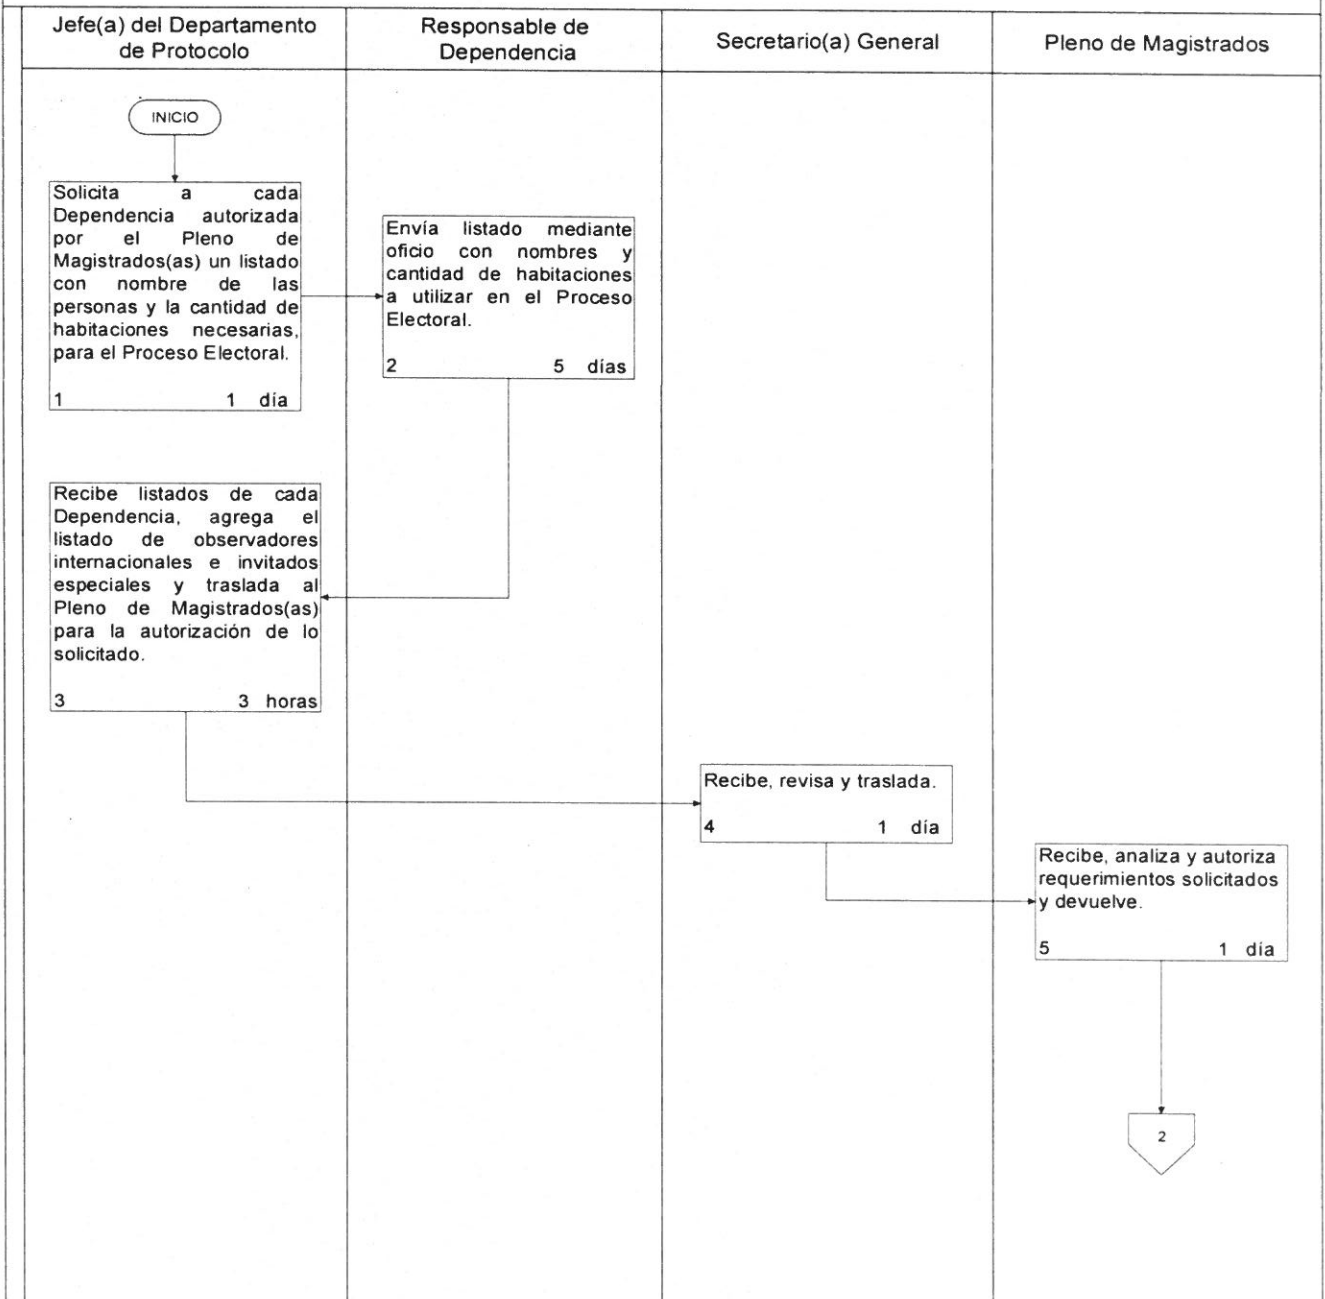 Jefe(a) del Departamento
de Protocolo
Responsable de
Dependencia
Secretario(a) General
Pleno de Magistrados
INICIO
Solicita a cada
Dependencia autorizada
por el Pleno de
Magistrados(as) un listado
con nombre de las
personas y la cantidad de
habitaciones necesarias,
para el Proceso Electoral.
1 1 día
Envía listado mediante
oficio con nombres y
cantidad de habitaciones
a utilizar en el Proceso
Electoral.
2 5 días
Recibe listados de cada
Dependencia, agrega el
listado de observadores
internacionales e invitados
especiales y traslada al
Pleno de Magistrados(as)
para la autorización de lo
solicitado.
3 3 horas
Recibe, revisa y traslada.
4 1 día
Recibe, analiza y autoriza
requerimientos solicitados
y devuelve.
5 1 día
2